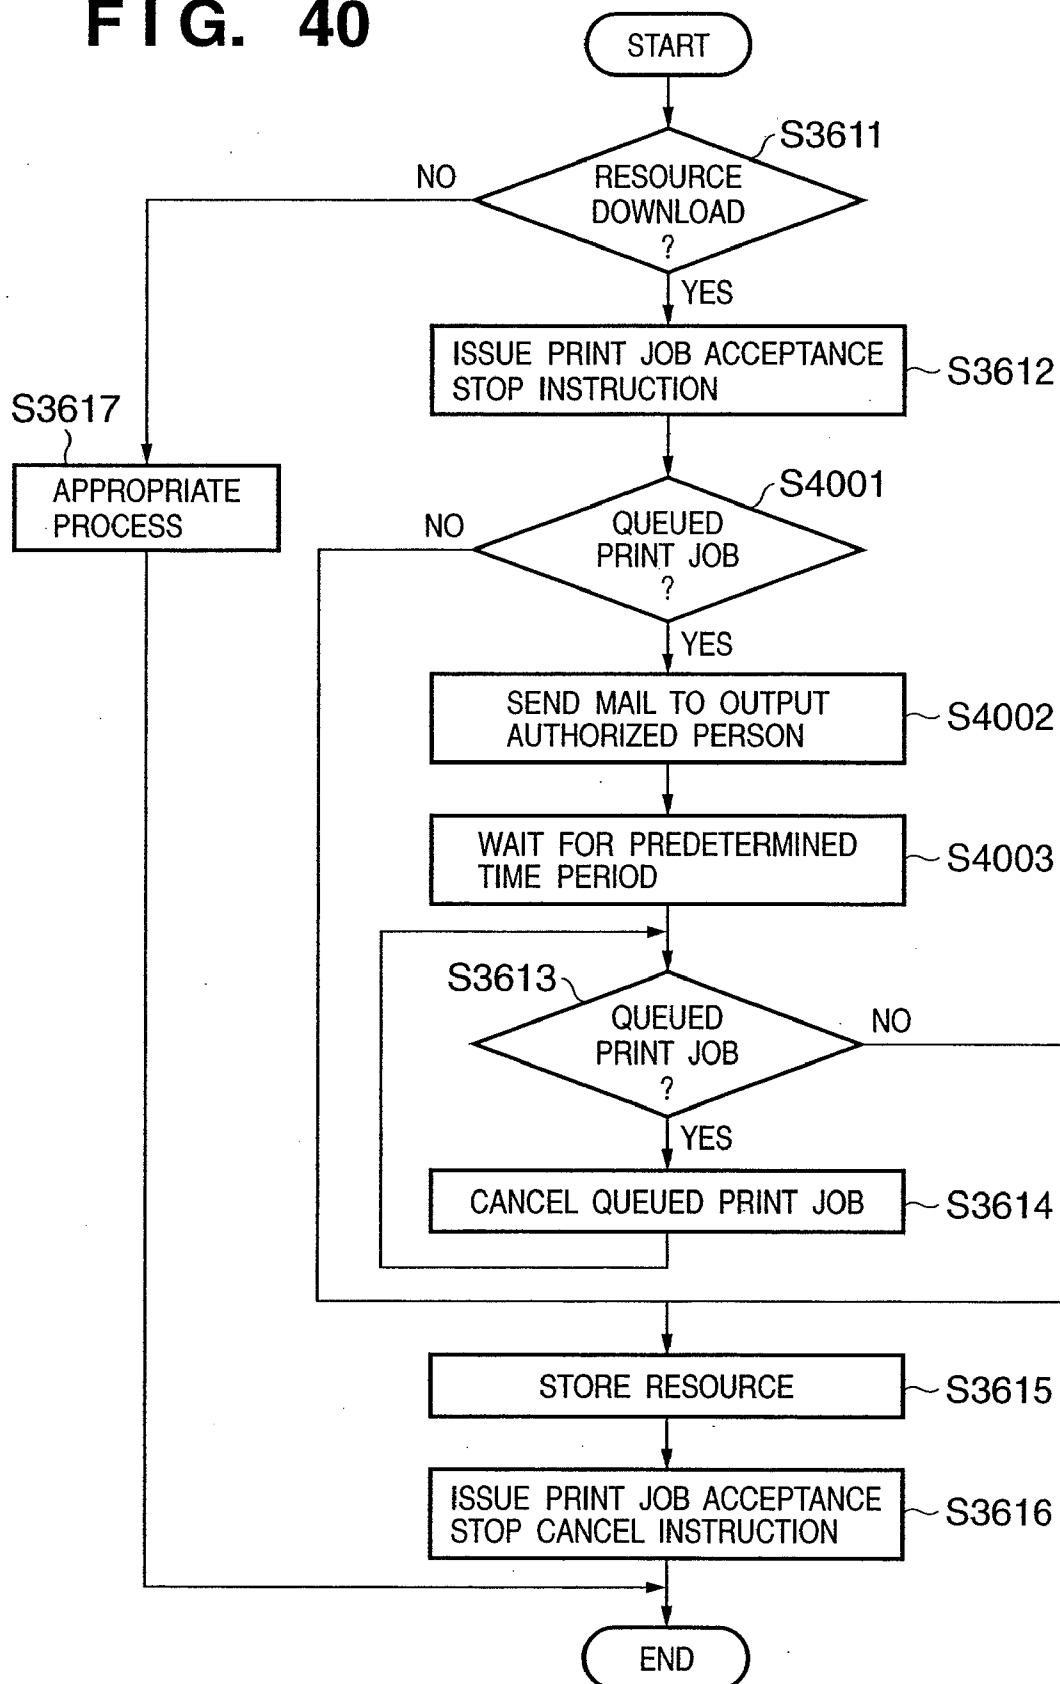 FIG. 40
START
S3611
NO
RESOURCE
DOWNLOAD
?
YES
ISSUE PRINT JOB ACCEPTANCE
STOP INSTRUCTION
S3612
S3617
APPROPRIATE
PROCESS
S4001
NO
QUEUED
PRINT JOB
?
YES
SEND MAIL TO OUTPUT
AUTHORIZED PERSON
S4002
WAIT FOR PREDETERMINED
TIME PERIOD
S4003
S3613
QUEUED
PRINT JOB
?
NO
YES
CANCEL QUEUED PRINT JOB
S3614
STORE RESOURCE
S3615
ISSUE PRINT JOB ACCEPTANCE
STOP CANCEL INSTRUCTION
S3616
END